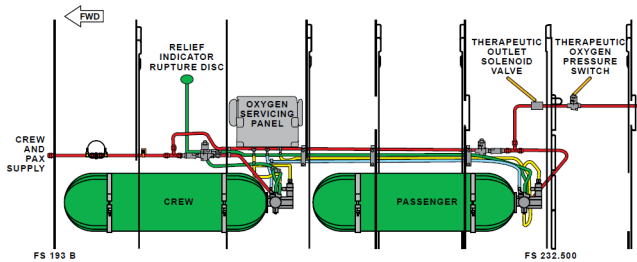 FWD
RELIEF
INDICATOR
RUPTURE DISC
THERAPEUTIC
OUTLET
SOLENOID
VALVE
THERAPEUTIC
OXYGEN
PRESSURE
SWITCH
OXYGEN
SERVICING
PANEL
CREW
AND
PAX
SUPPLY
CREW
PASSENGER
FS 193 B
FS 232.500